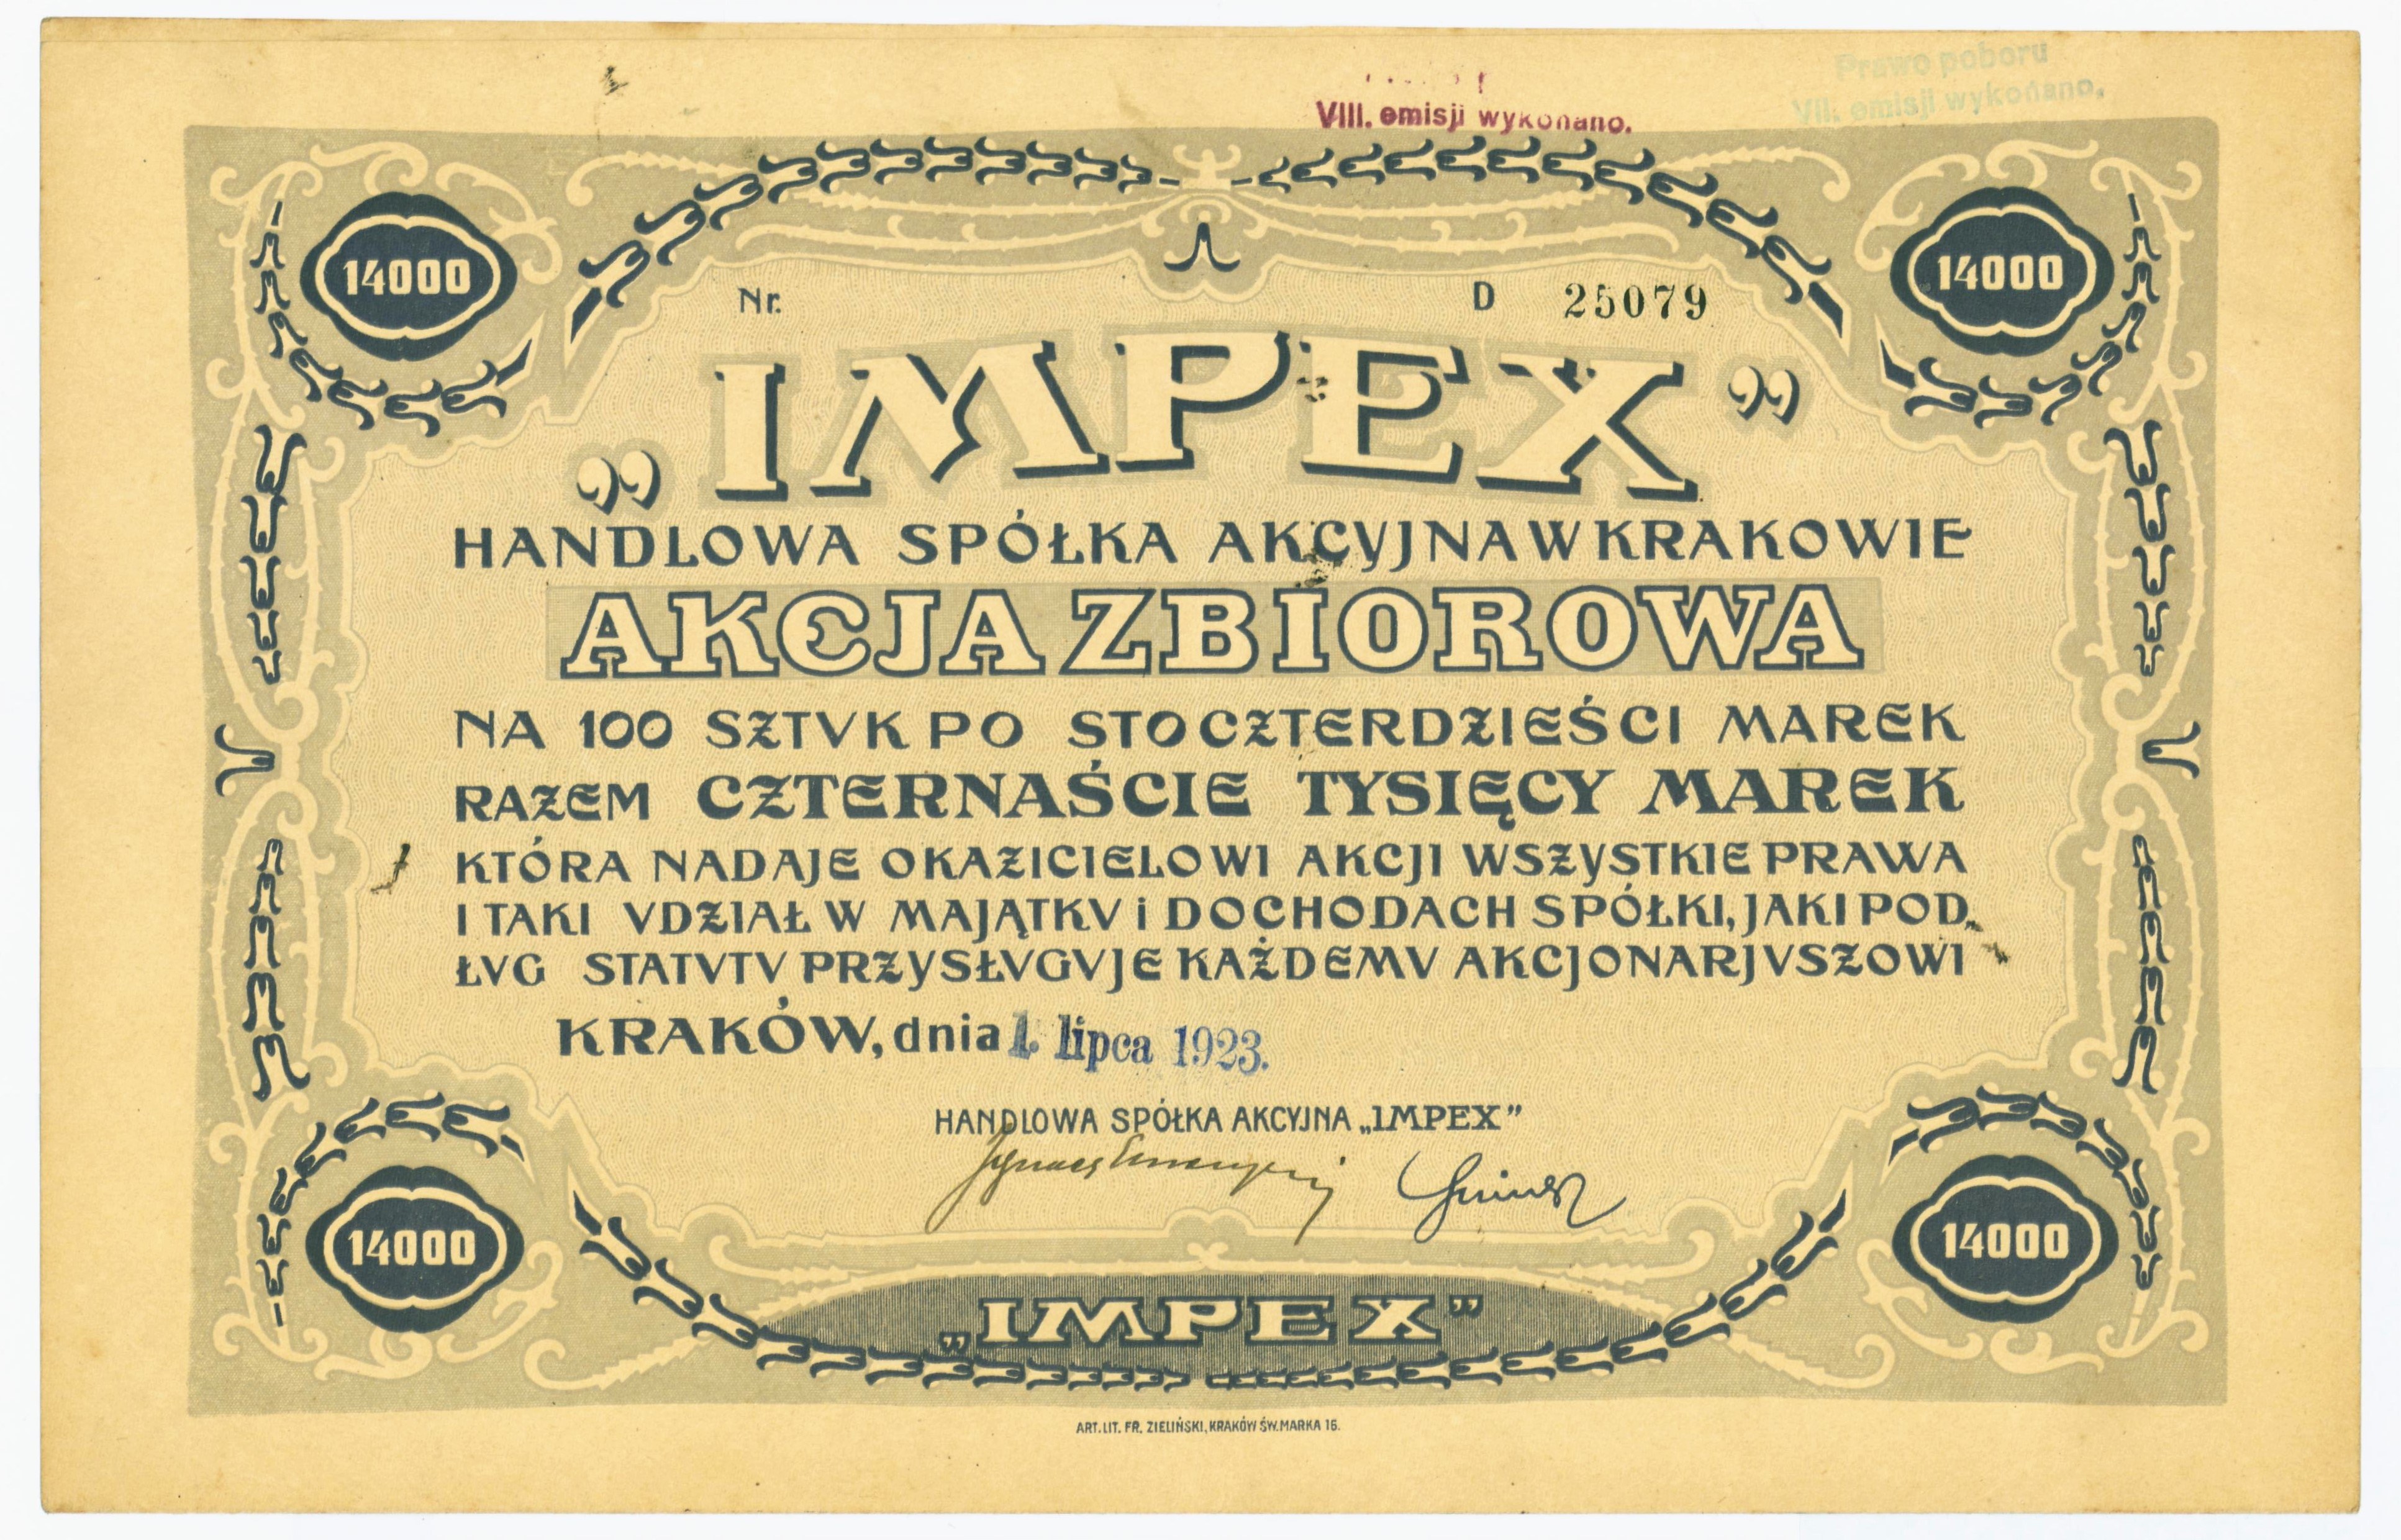 Prawo poboru
VII. emisji wykonano.
VIII. emisji wykonano.
14000
14000
Nr. D 25079
„IMPEX”
HANDLOWA SPÓŁKA AKCYJNA W KRAKOWIE
AKCJA ZBIOROWA
NA 100 SZTVK PO STOCZTERDZIEŚCI MAREK
RAZEM CZTERNAŚCIE TYSIĘCY MAREK
KTÓRA NADAJE OKAZICIELOWI AKCJI WSZYSTKIE PRAWA
I TAKI VDZIAŁ W MAJĄTKV i DOCHODACH SPÓŁKI, JAKI POD„
ŁVG STATVTV PRZYSŁVGVJE KAŻDEMV AKCJONARJVSZOWI
KRAKÓW, dnia 1. lipca 1923.
HANDLOWA SPÓŁKA AKCYJNA „IMPEX”
14000
14000
„IMPEX”
ART. LIT. FR. ZIELIŃSKI, KRAKÓW ŚW. MARKA 16.